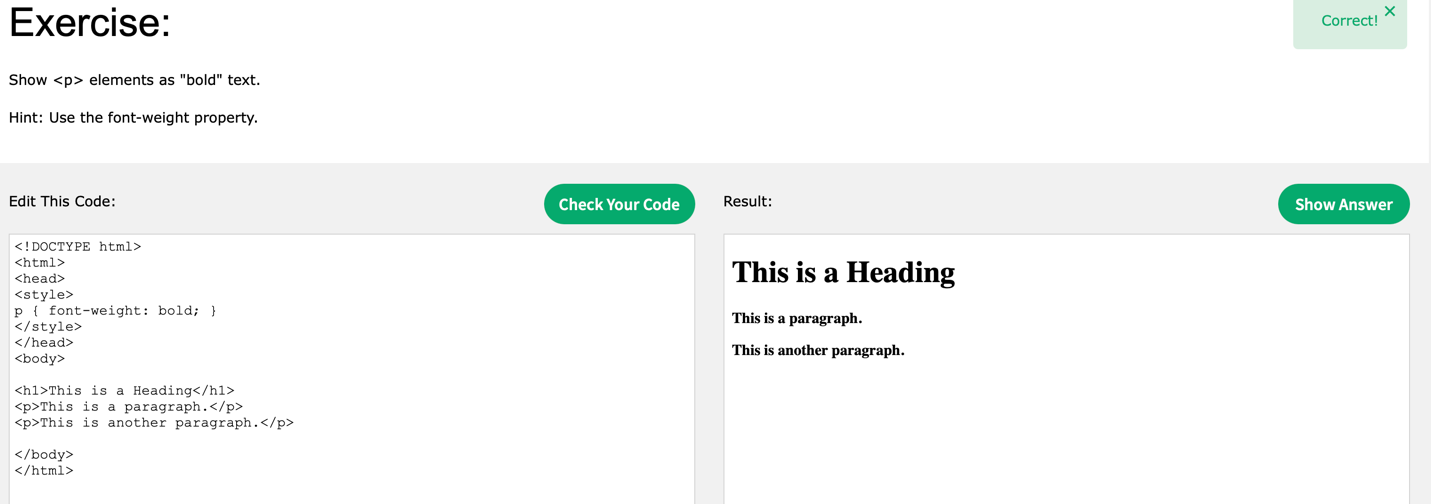 Exercise:
Correct! ×
Show <p> elements as "bold" text.
Hint: Use the font-weight property.
Edit This Code:
Check Your Code
<!DOCTYPE html>
<html>
<head>
<style>
p { font-weight: bold; }
</style>
</head>
<body>
<h1>This is a Heading</h1>
<p>This is a paragraph.</p>
<p>This is another paragraph.</p>
</body>
</html>
Result:
Show Answer
This is a Heading
This is a paragraph.
This is another paragraph.